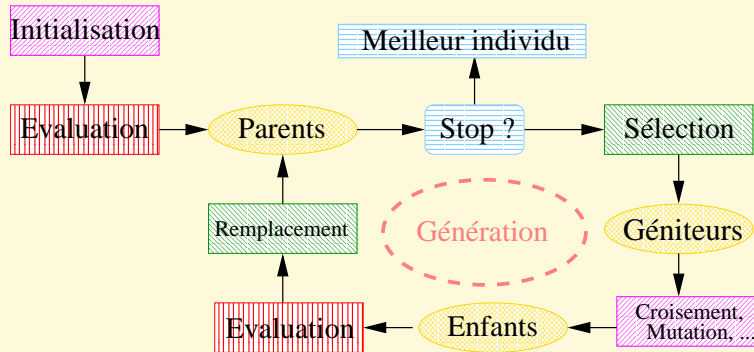 Initialisation
Meilleur individu
Evaluation
Parents
Stop ?
Sélection
Remplacement
Génération
Géniteurs
Evaluation
Enfants
Croisement,
Mutation, ...